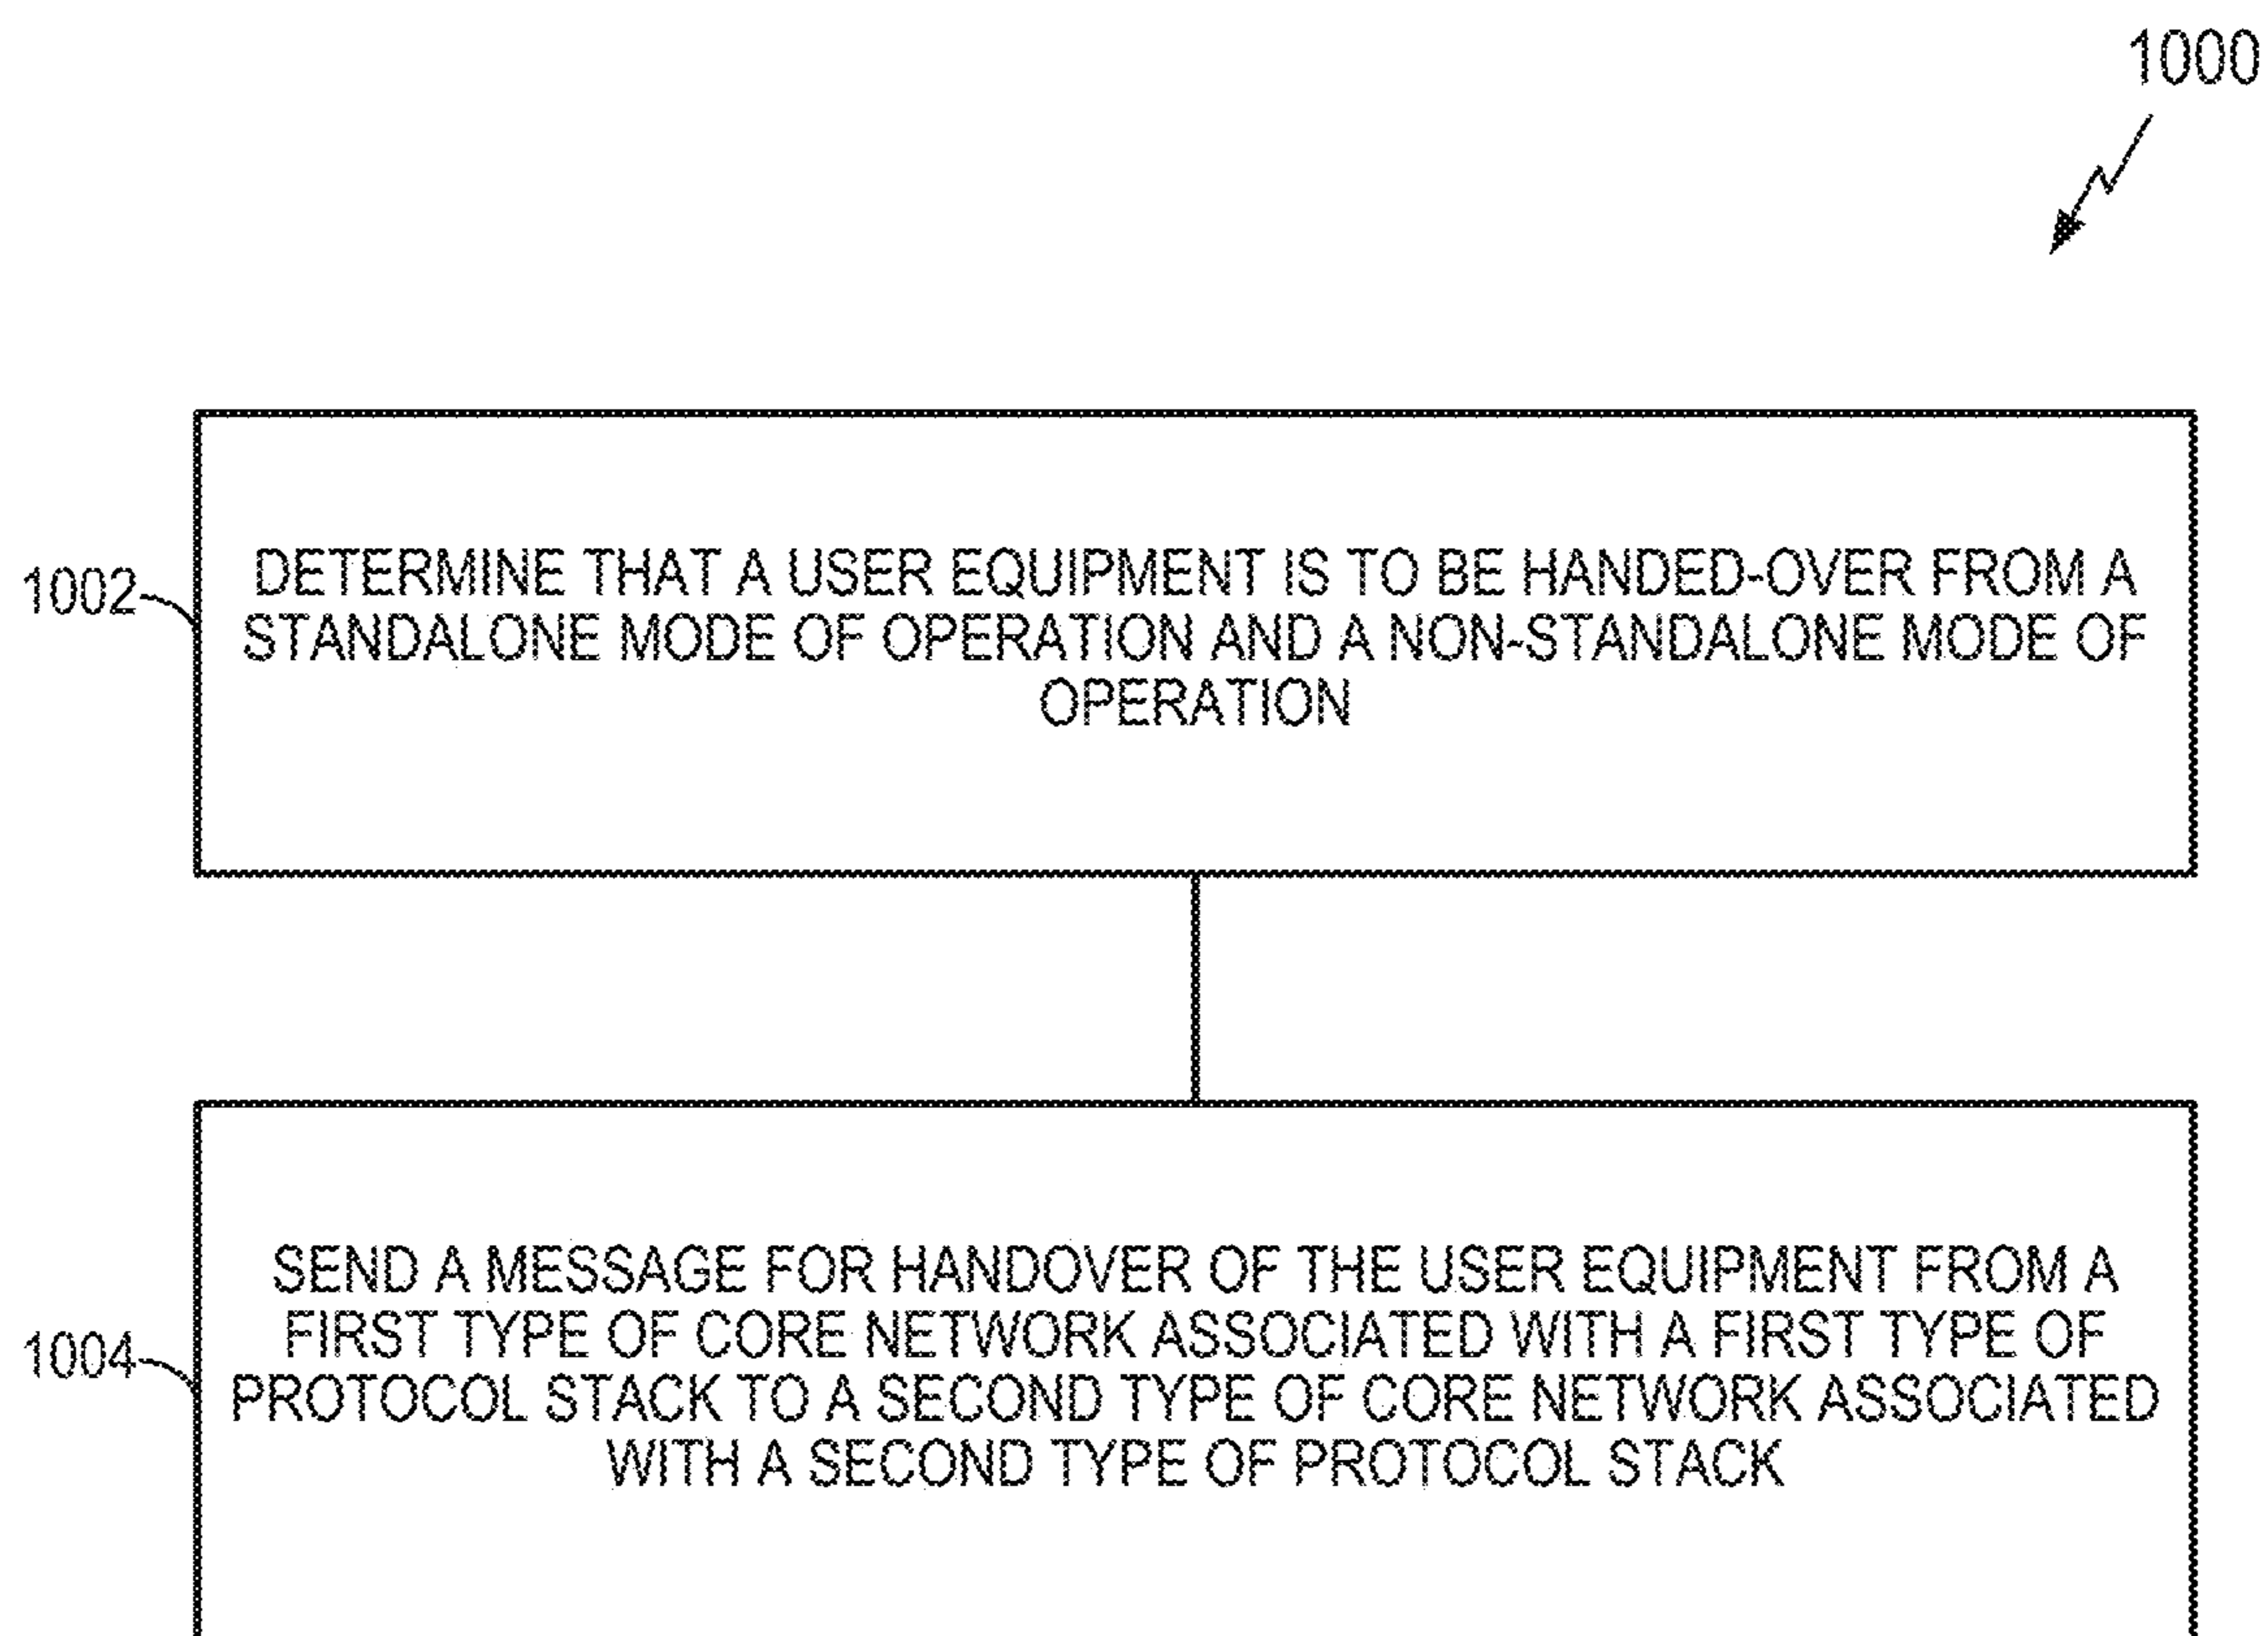 1000
1002
DETERMINE THAT A USER EQUIPMENT IS TO BE HANDED-OVER FROM A
STANDALONE MODE OF OPERATION AND A NON-STANDALONE MODE OF
OPERATION
1004
SEND A MESSAGE FOR HANDOVER OF THE USER EQUIPMENT FROM A
FIRST TYPE OF CORE NETWORK ASSOCIATED WITH A FIRST TYPE OF
PROTOCOL STACK TO A SECOND TYPE OF CORE NETWORK ASSOCIATED
WITH A SECOND TYPE OF PROTOCOL STACK